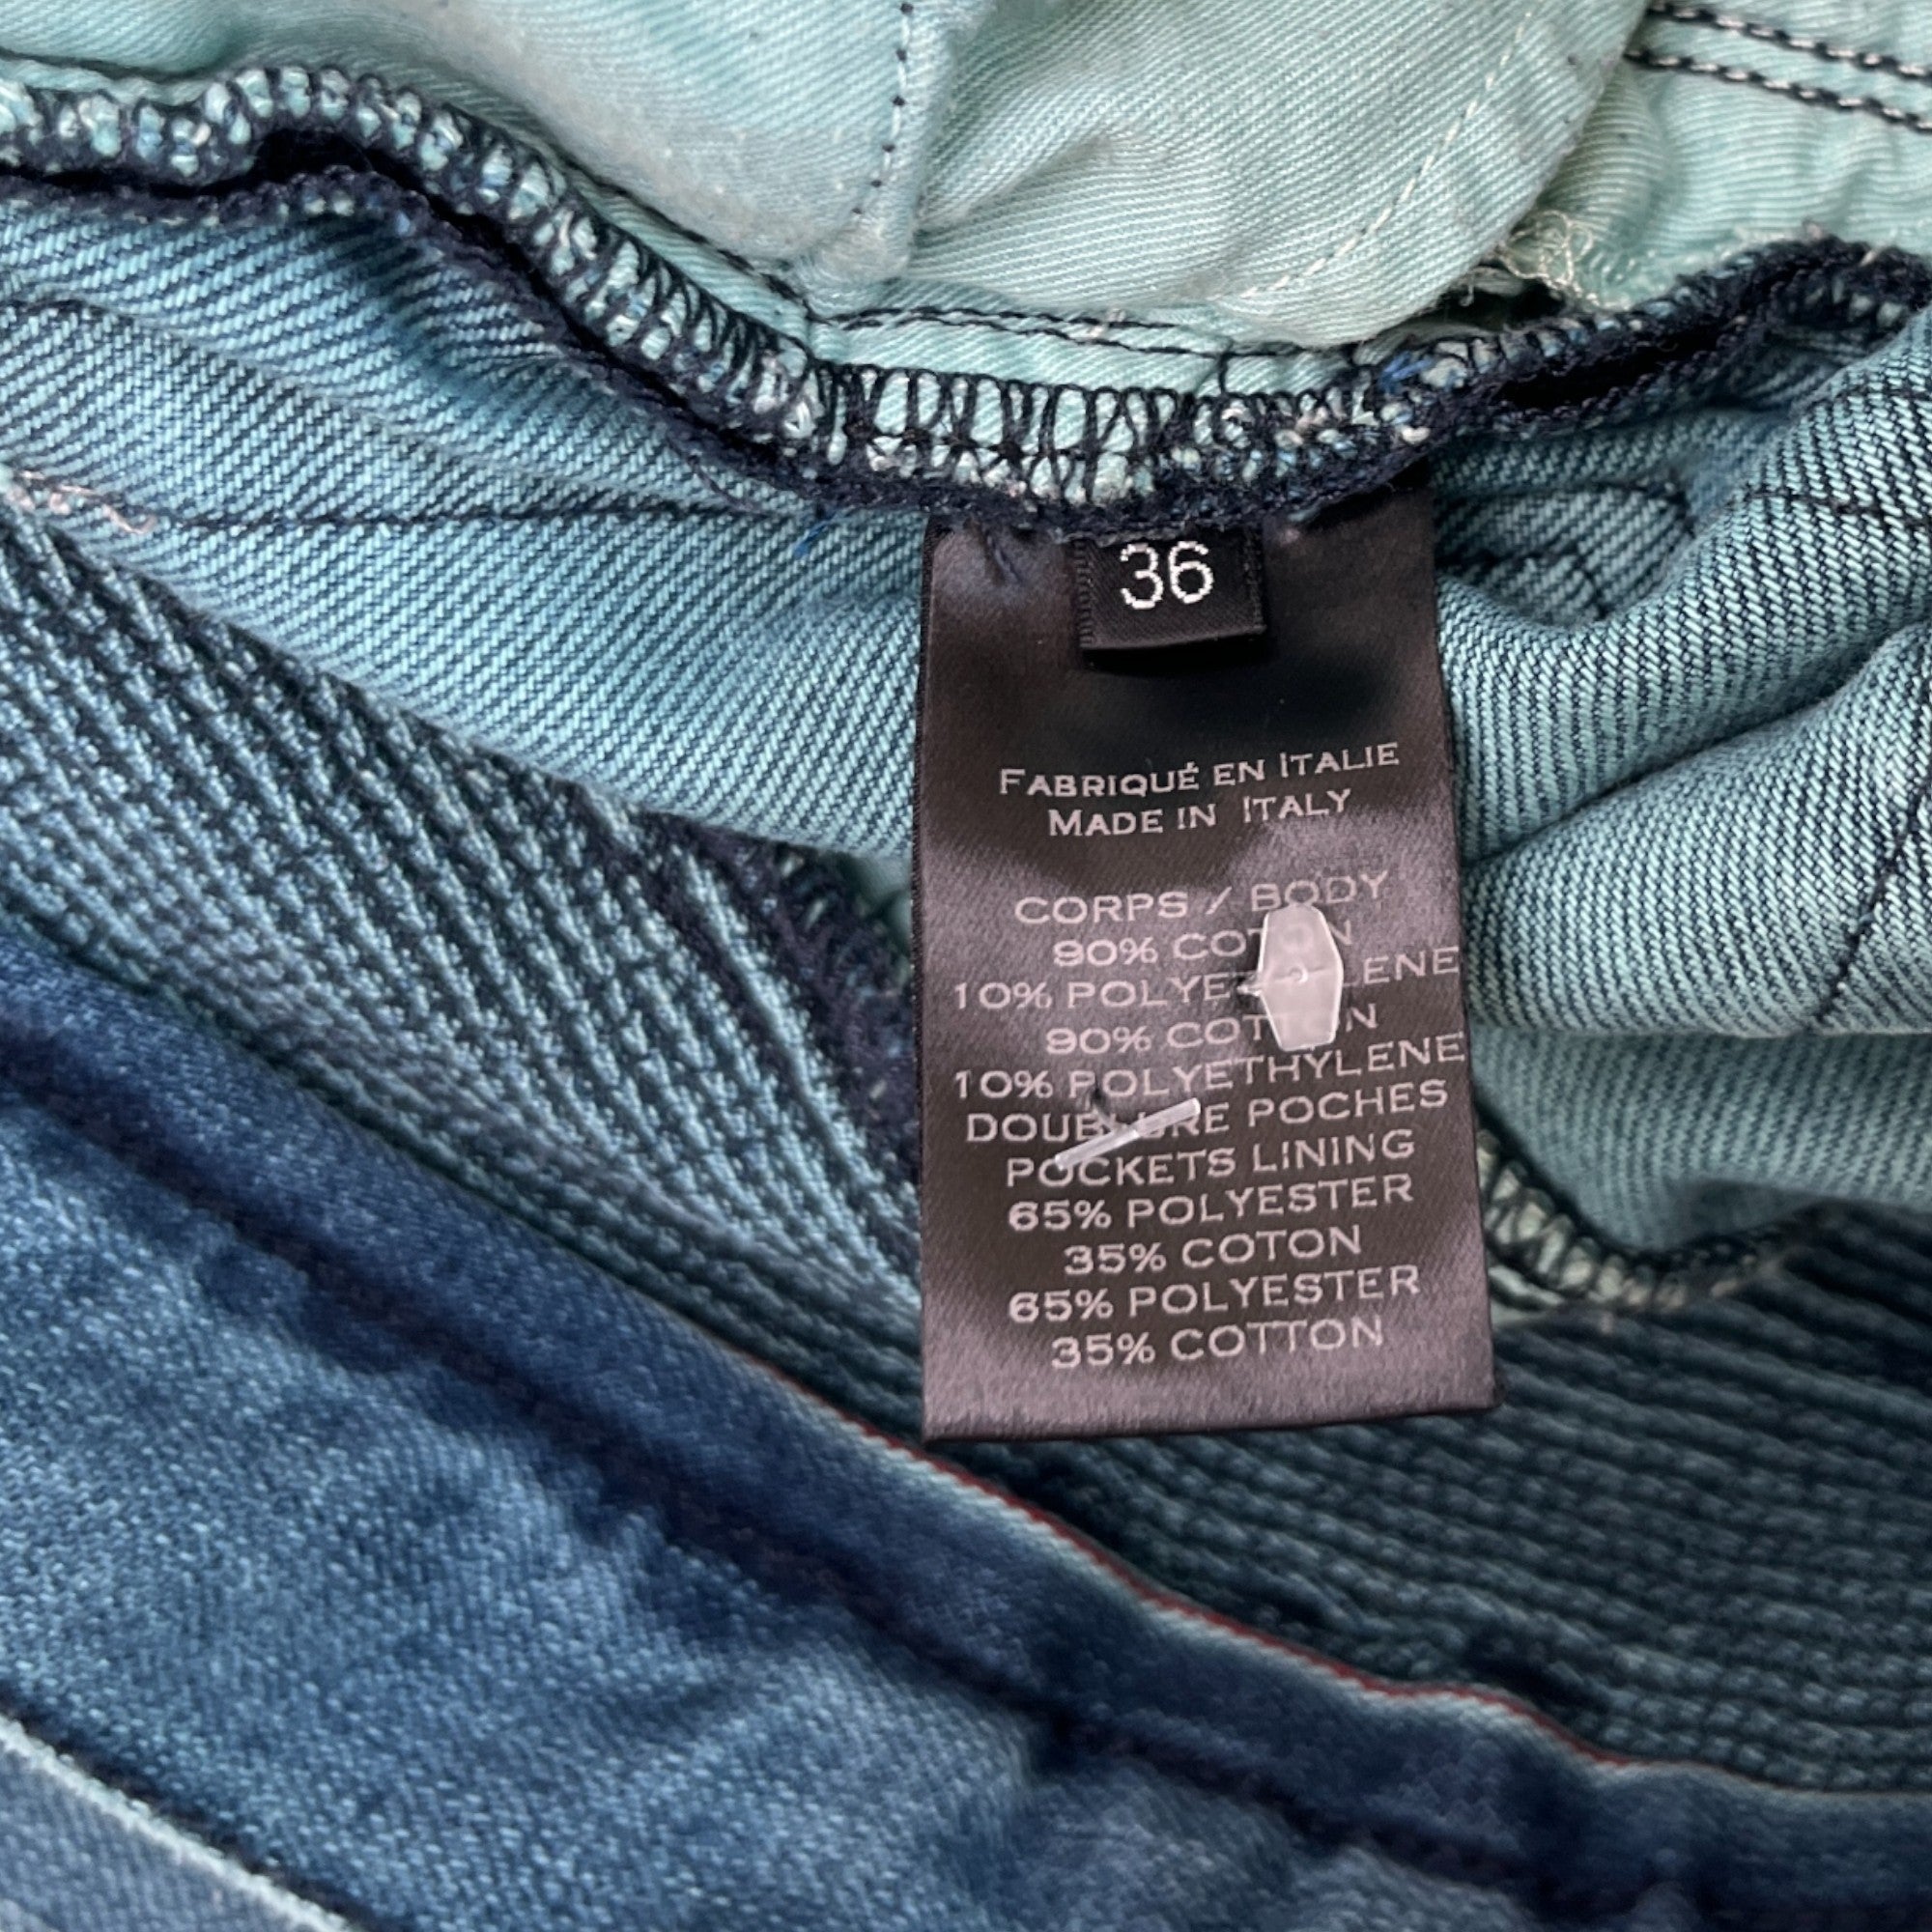 36
FABRIQUÉ EN ITALIE
MADE IN ITALY
CORPS / BODY
90% COTON
10% POLYETHYLENE
90% COTTON
10% POLYETHYLENE
DOUBLURE POCHES
POCKETS LINING
65% POLYESTER
35% COTON
65% POLYESTER
35% COTTON